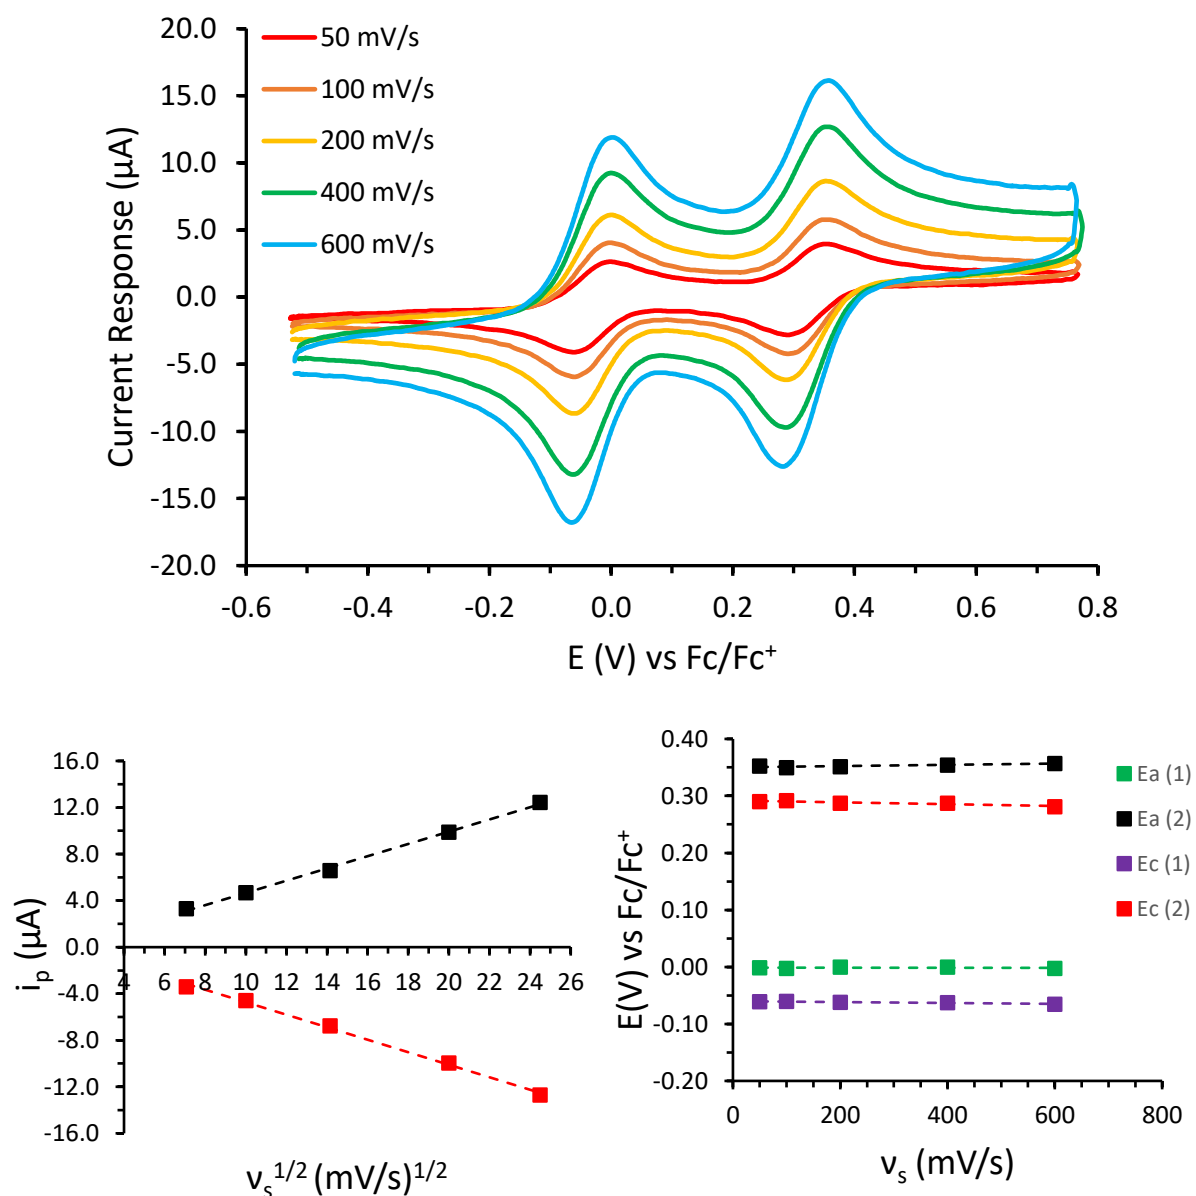 20.0
15.0
10.0
5.0
0.0
-5.0
-10.0
-15.0
-20.0
Current Response (µA)
50 mV/s
100 mV/s
200 mV/s
400 mV/s
600 mV/s
-0.6 -0.4 -0.2 0.0 0.2 0.4 0.6 0.8
E (V) vs Fc/Fc⁺
16.0
12.0
8.0
4.0
0.0
-4.0
-8.0
-12.0
-16.0
iₚ (µA)
4 6 8 10 12 14 16 18 20 22 24 26
νₛ¹ᐟ² (mV/s)¹ᐟ²
0.40
0.30
0.20
0.10
0.00
-0.10
-0.20
E(V) vs Fc/Fc⁺
0 200 400 600 800
νₛ (mV/s)
Ea (1)
Ea (2)
Ec (1)
Ec (2)